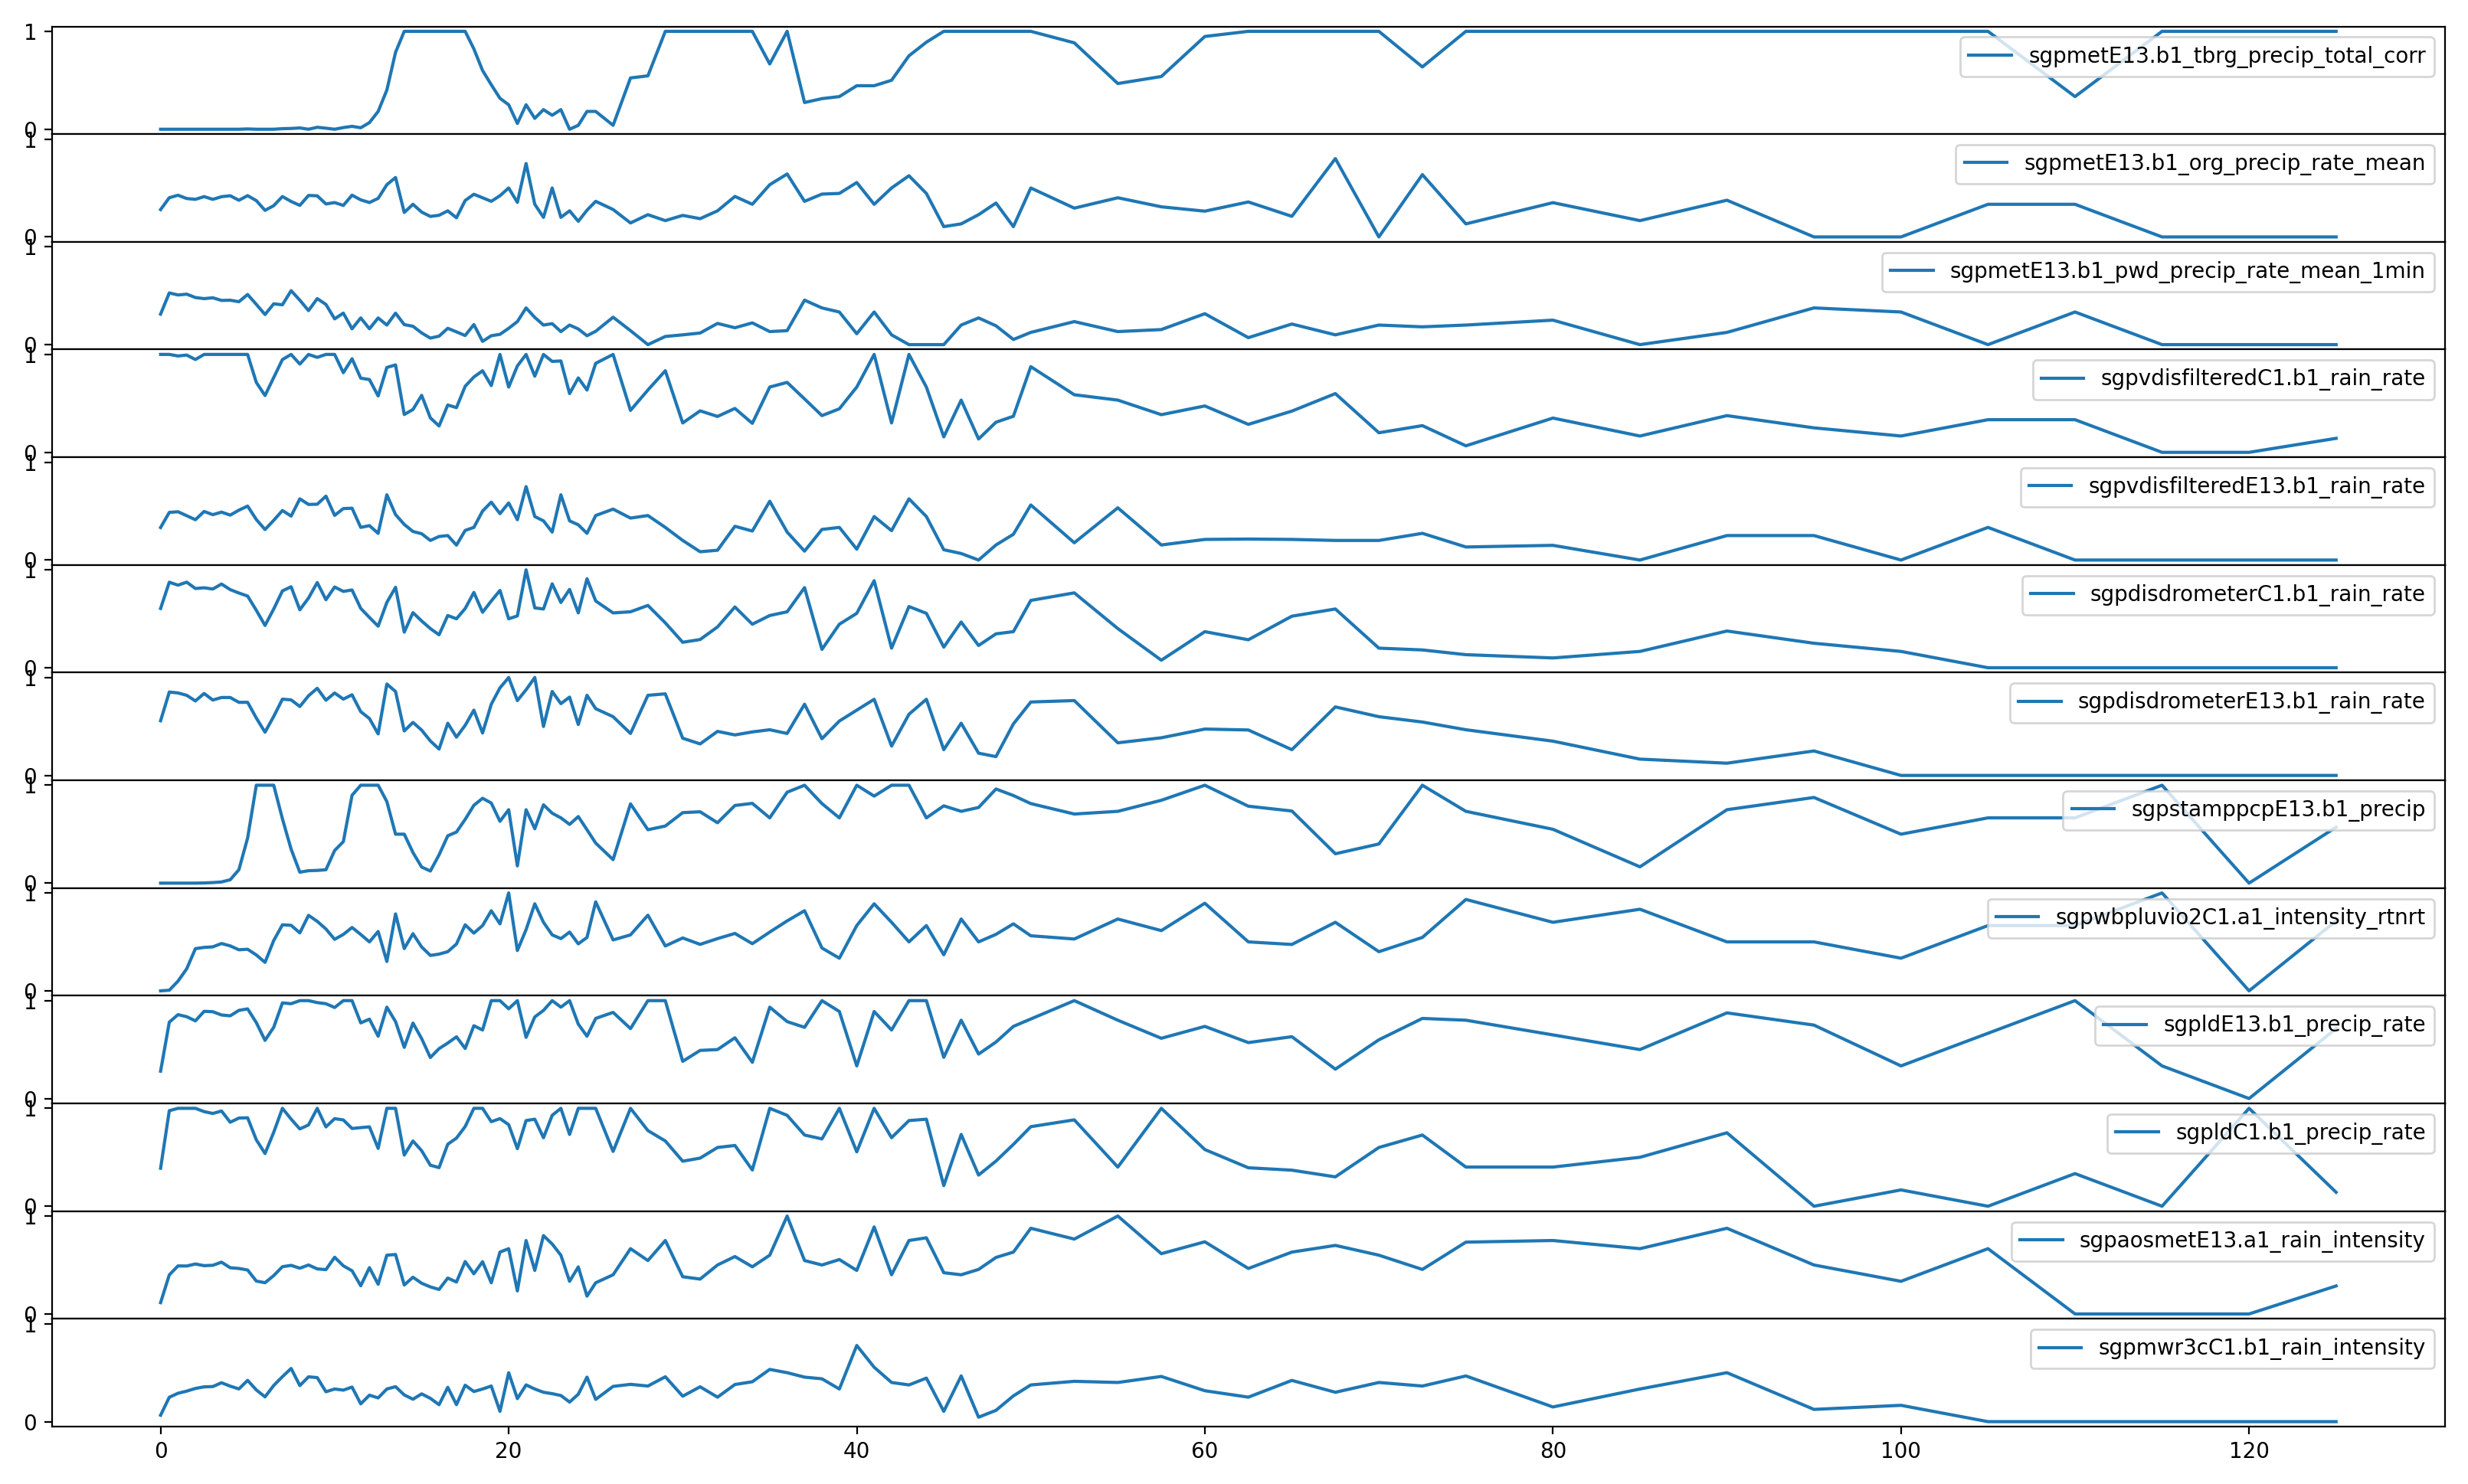 1
sgpmetE13.b1_tbrg_precip_total_corr
0
1
sgpmetE13.b1_org_precip_rate_mean
0
1
sgpmetE13.b1_pwd_precip_rate_mean_1min
0
1
sgpvdisfilteredC1.b1_rain_rate
0
1
sgpvdisfilteredE13.b1_rain_rate
0
1
sgpdisdrometerC1.b1_rain_rate
0
1
sgpdisdrometerE13.b1_rain_rate
0
1
sgpstamppcpE13.b1_precip
0
1
sgpwbpluvio2C1.a1_intensity_rtnrt
0
1
sgpldE13.b1_precip_rate
0
1
sgpldC1.b1_precip_rate
0
1
sgpaosmetE13.a1_rain_intensity
0
1
sgpmwr3cC1.b1_rain_intensity
0
0 20 40 60 80 100 120